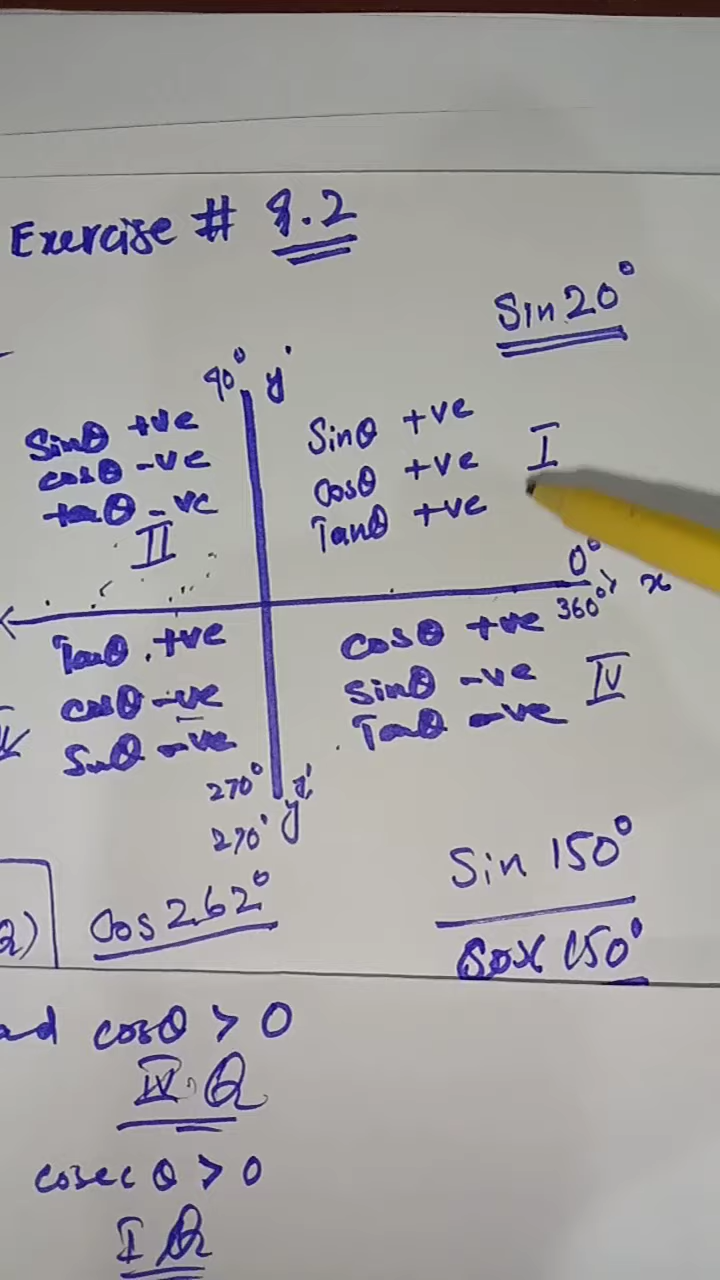 Exercise # 9.2
Sin 20°
90° y
Sinθ +ve
cosθ -ve
tanθ -ve
II
Sinθ +ve
cosθ +ve
Tanθ +ve
I
0°
360° x
Tanθ +ve
cosθ -ve
Sinθ -ve
cosθ +ve
sinθ -ve
Tanθ -ve
IV
270°
270° y'
Cos 262°
Sin 150°
150°
and cosθ > 0
IV Q
cosec θ > 0
I Q